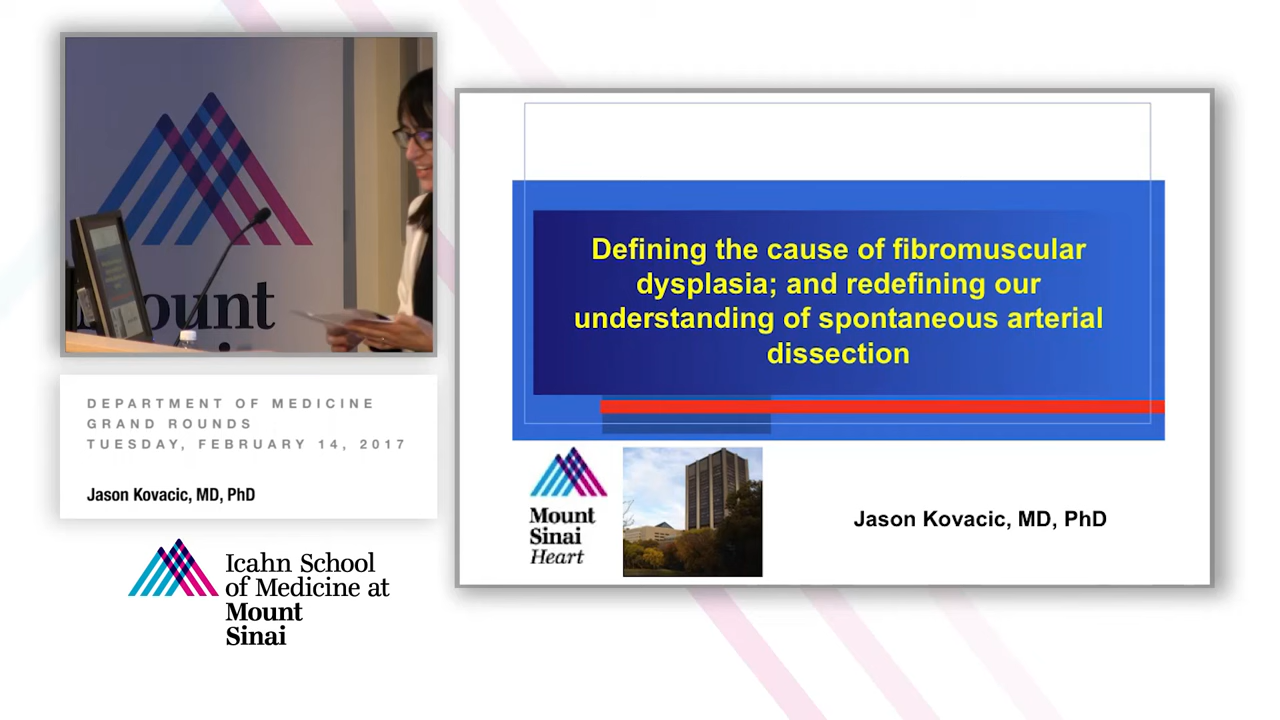 Mount
DEPARTMENT OF MEDICINE
GRAND ROUNDS
TUESDAY, FEBRUARY 14, 2017
Jason Kovacic, MD, PhD
Icahn School
of Medicine at
Mount
Sinai
Defining the cause of fibromuscular
dysplasia; and redefining our
understanding of spontaneous arterial
dissection
Mount
Sinai
Heart
Jason Kovacic, MD, PhD